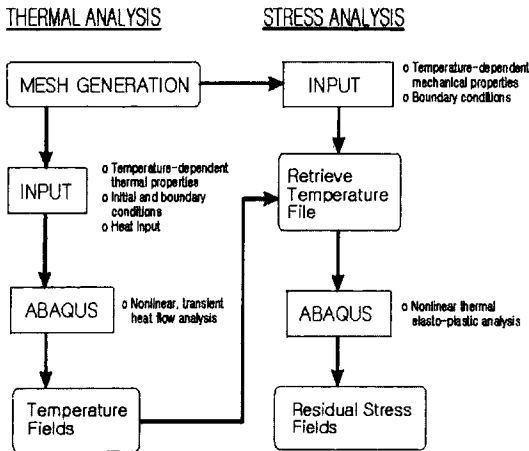 THERMAL ANALYSIS
STRESS ANALYSIS
MESH GENERATION
INPUT
o Temperature-dependent
mechanical properties
o Boundary conditions
INPUT
o Temperature-dependent
thermal properties
o Initial and boundary
conditions
o Heat input
Retrieve
Temperature
File
ABAQUS
o Nonlinear, transient
heat flow analysis
ABAQUS
o Nonlinear thermal
elasto-plastic analysis
Temperature
Fields
Residual Stress
Fields